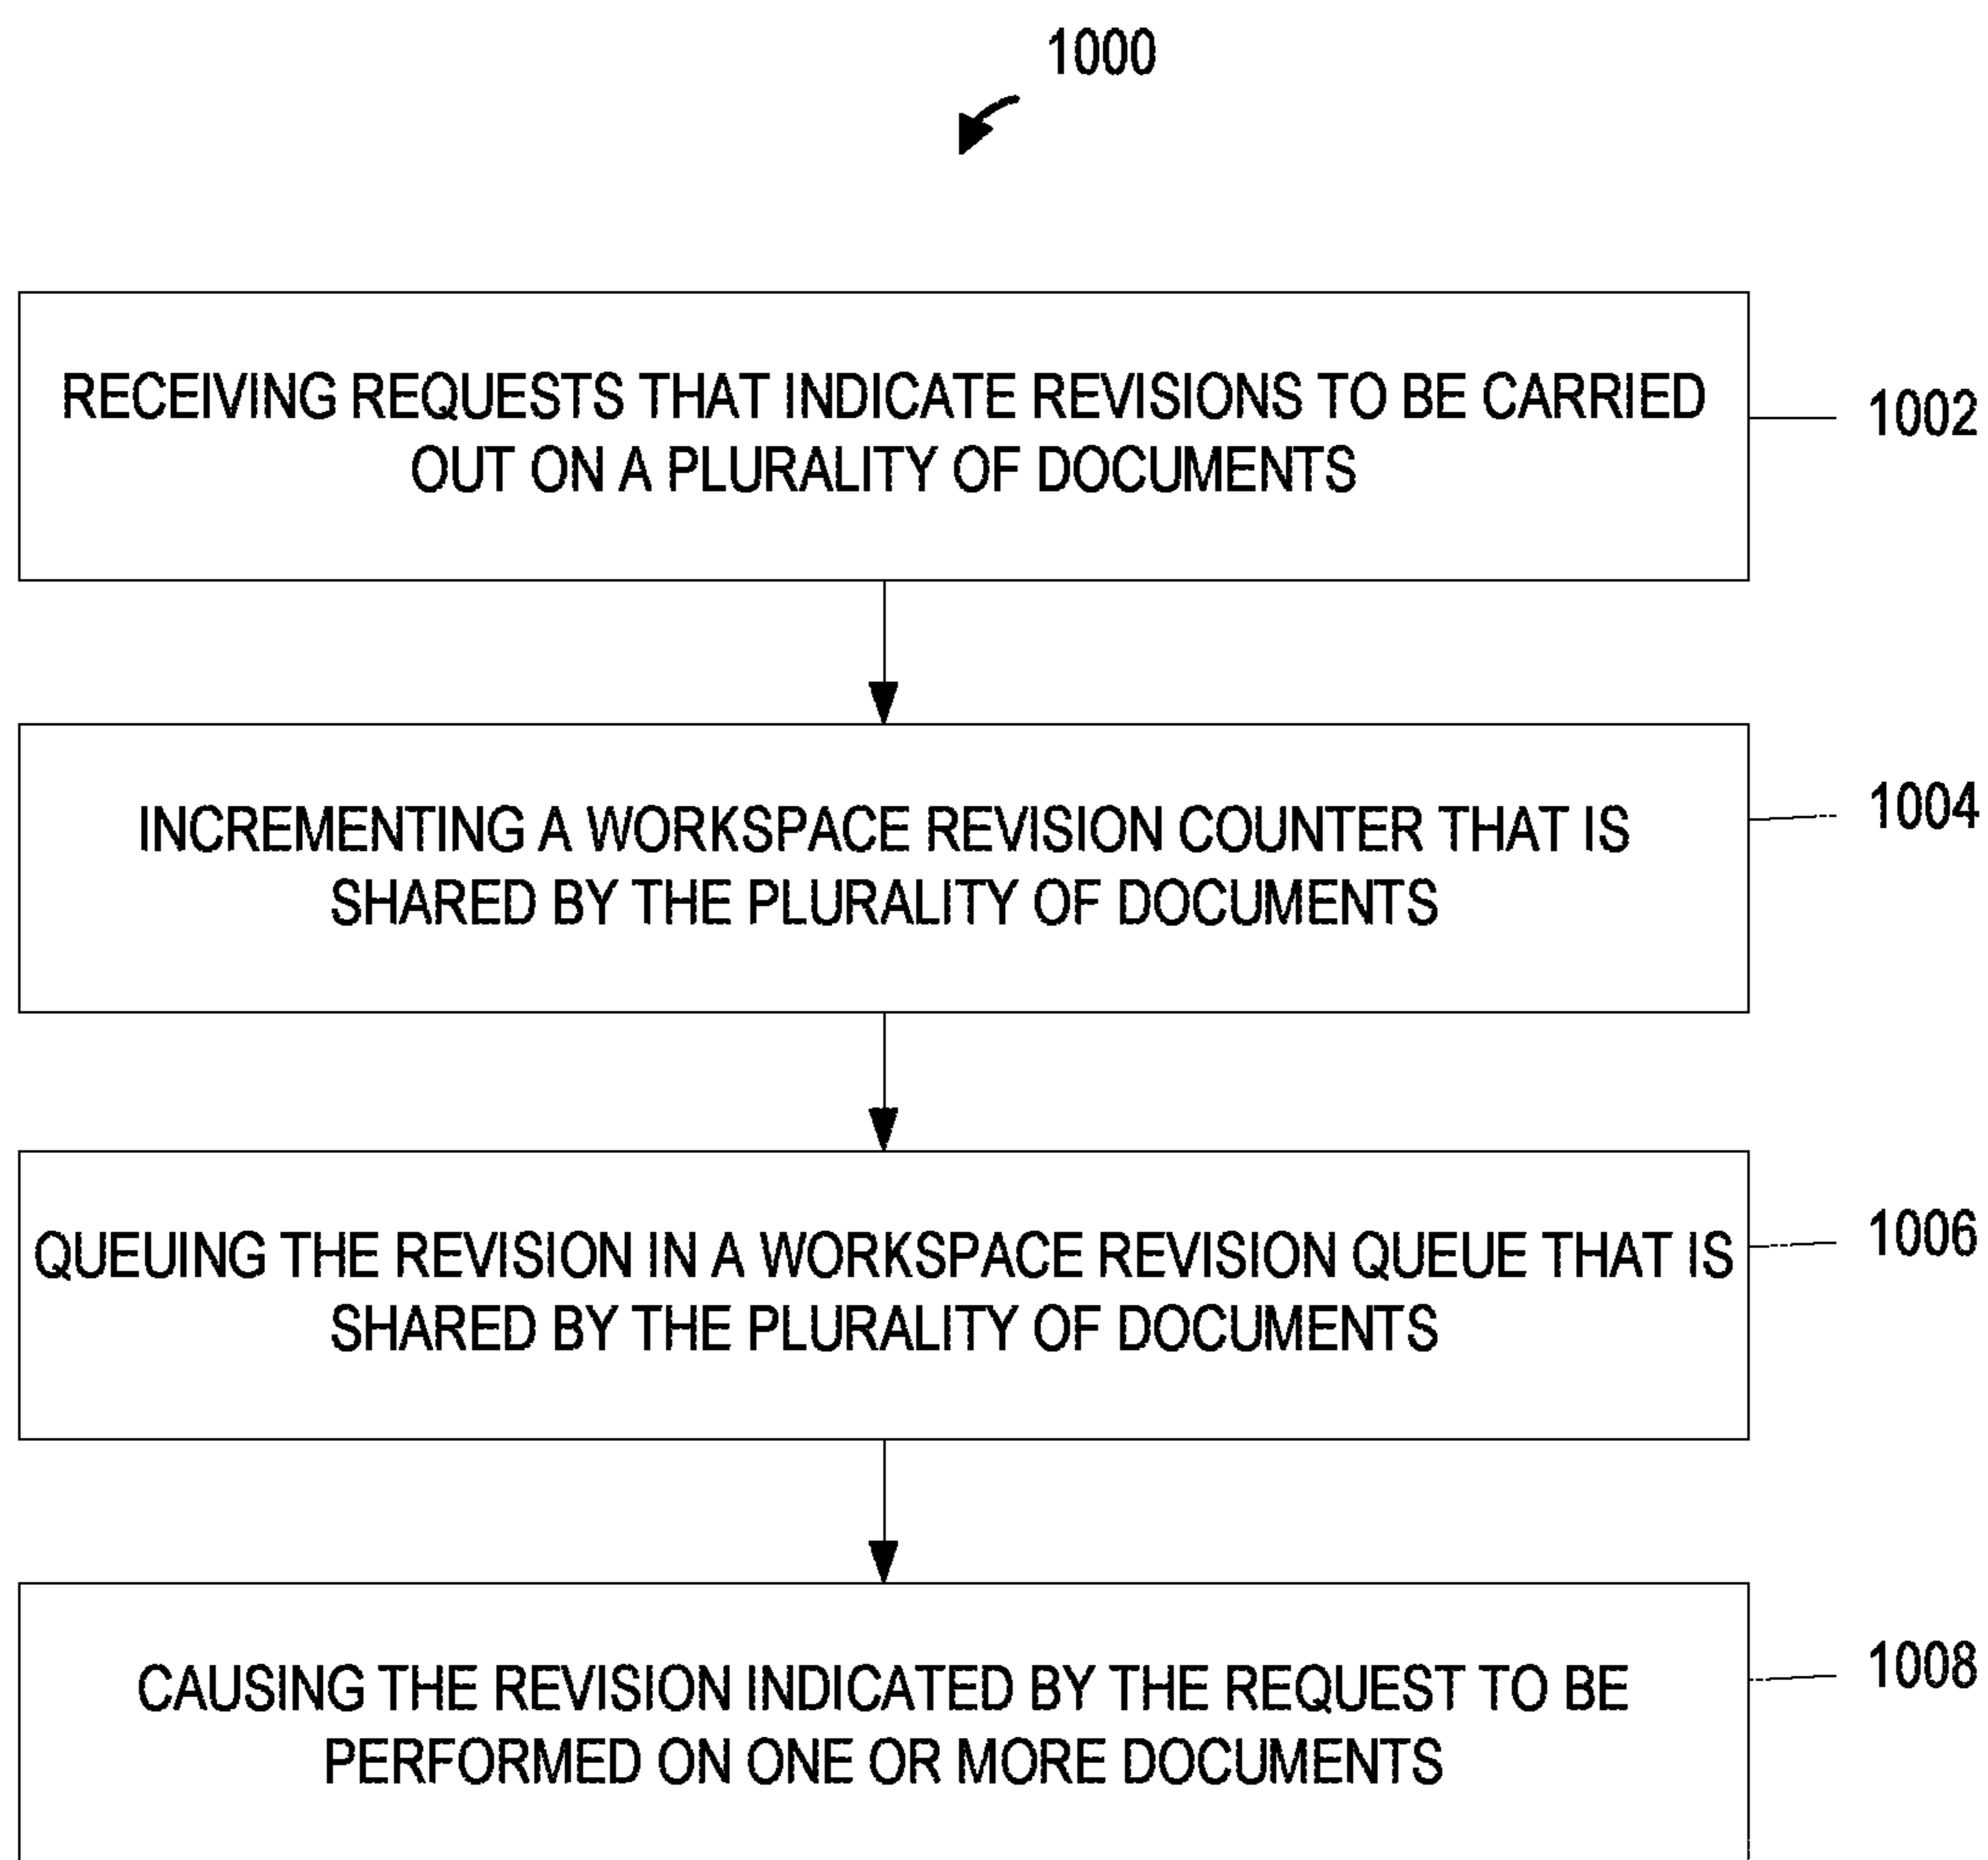 1000
RECEIVING REQUESTS THAT INDICATE REVISIONS TO BE CARRIED
OUT ON A PLURALITY OF DOCUMENTS
1002
INCREMENTING A WORKSPACE REVISION COUNTER THAT IS
SHARED BY THE PLURALITY OF DOCUMENTS
1004
QUEUING THE REVISION IN A WORKSPACE REVISION QUEUE THAT IS
SHARED BY THE PLURALITY OF DOCUMENTS
1006
CAUSING THE REVISION INDICATED BY THE REQUEST TO BE
PERFORMED ON ONE OR MORE DOCUMENTS
1008